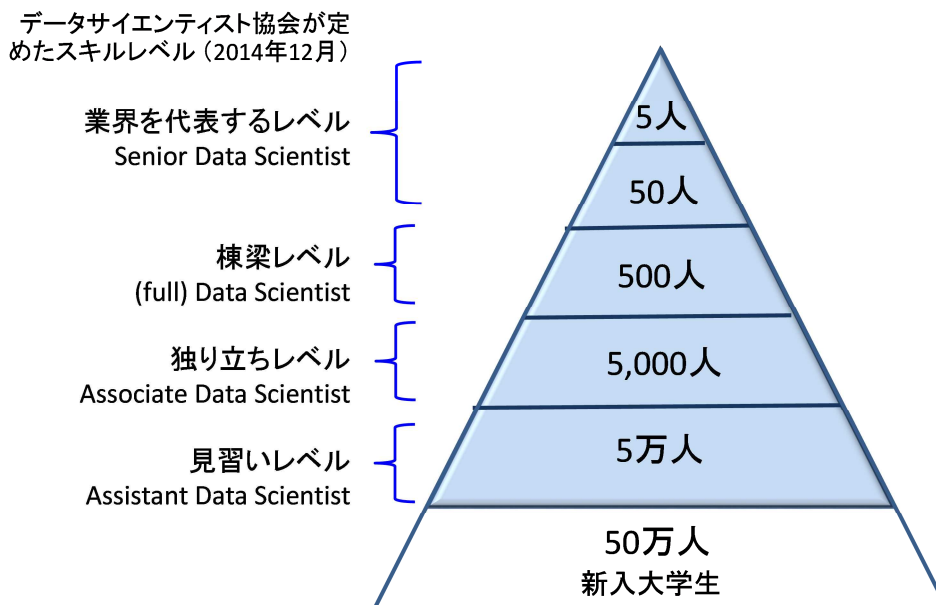 データサイエンティスト協会が定
めたスキルレベル（2014年12月）
業界を代表するレベル
Senior Data Scientist
棟梁レベル
(full) Data Scientist
独り立ちレベル
Associate Data Scientist
見習いレベル
Assistant Data Scientist
5人
50人
500人
5,000人
5万人
50万人
新入大学生